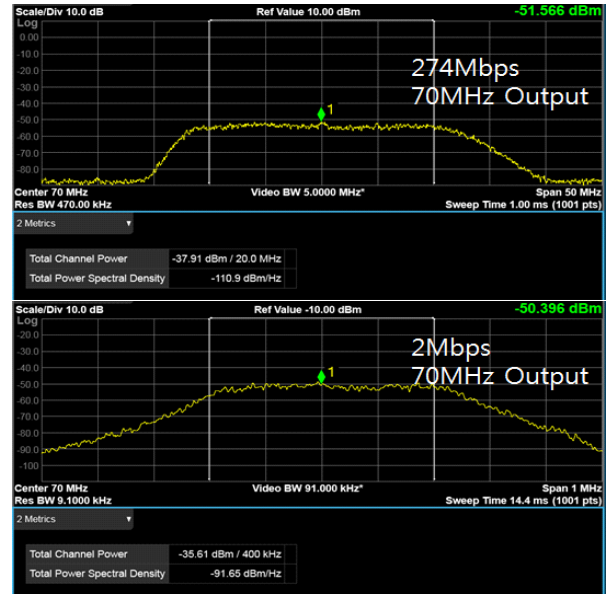 Scale/Div 10.0 dB Ref Value 10.00 dBm -51.566 dBm
Log
0.00
-10.0
-20.0
-30.0
-40.0
-50.0
-60.0
-70.0
-80.0
274Mbps
70MHz Output
1
Center 70 MHz Video BW 5.0000 MHz* Span 50 MHz
Res BW 470.00 kHz Sweep Time 1.00 ms (1001 pts)
2 Metrics
Total Channel Power -37.91 dBm / 20.0 MHz
Total Power Spectral Density -110.9 dBm/Hz
Scale/Div 10.0 dB Ref Value -10.00 dBm -50.396 dBm
Log
-20.0
-30.0
-40.0
-50.0
-60.0
-70.0
-80.0
-90.0
-100
2Mbps
70MHz Output
1
Center 70 MHz Video BW 91.000 kHz* Span 1 MHz
Res BW 9.1000 kHz Sweep Time 14.4 ms (1001 pts)
2 Metrics
Total Channel Power -35.61 dBm / 400 kHz
Total Power Spectral Density -91.65 dBm/Hz